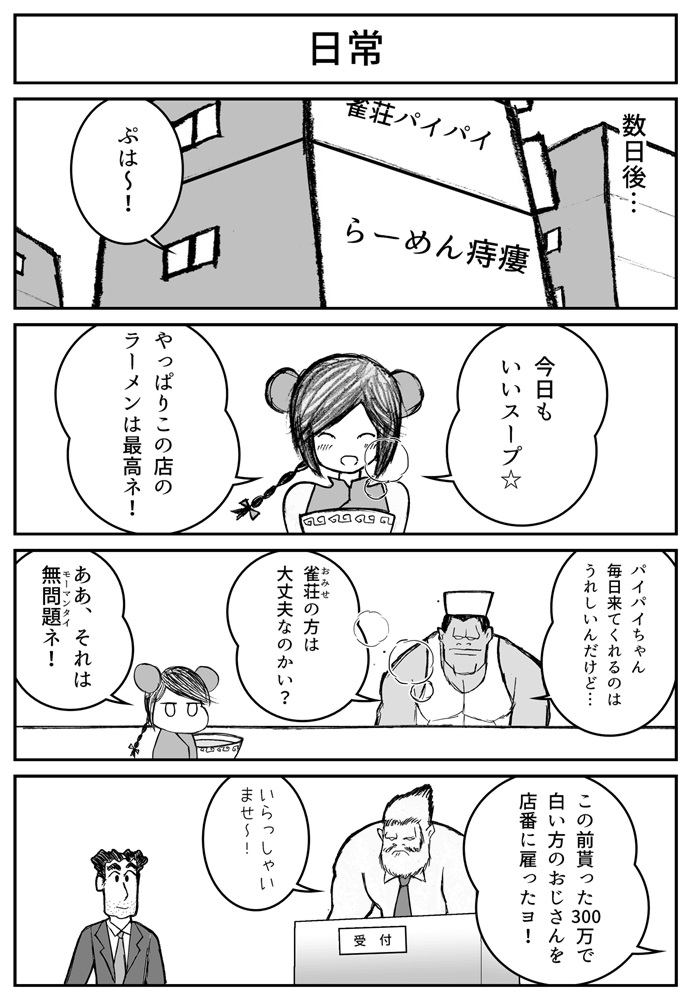 日常
数日後…
雀荘パイパイ
らーめん痔瘻
ぷは～！
今日も
いいスープ☆
やっぱりこの店の
ラーメンは最高ネ！
パイパイちゃん
毎日来てくれるのは
うれしいんだけど…
雀荘の方は
おみせ
大丈夫なのかい？
ああ、それは
無問題ネ！
モーマンタイ
この前貰った300万で
白い方のおじさんを
店番に雇ったヨ！
いらっしゃい
ませ～！
受付